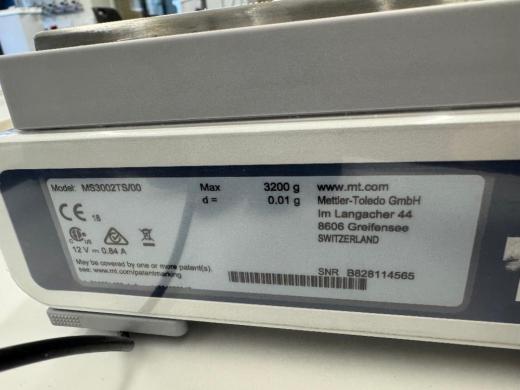 Model: MS3002TS/00
Max 3200 g
d = 0.01 g
www.mt.com
Mettler-Toledo GmbH
Im Langacher 44
8606 Greifensee
SWITZERLAND
CE 18
12 V ⎓ 0.84 A
May be covered by one or more patent(s).
see: www.mt.com/patentmarking.
SNR B828114565